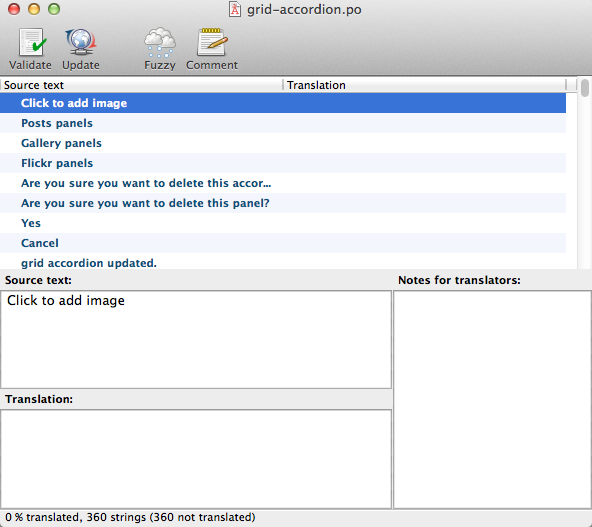 grid-accordion.po
Validate Update Fuzzy Comment
Source text Translation
Click to add image
Posts panels
Gallery panels
Flickr panels
Are you sure you want to delete this accor...
Are you sure you want to delete this panel?
Yes
Cancel
grid accordion updated.
Source text: Notes for translators:
Click to add image
Translation:
0 % translated, 360 strings (360 not translated)